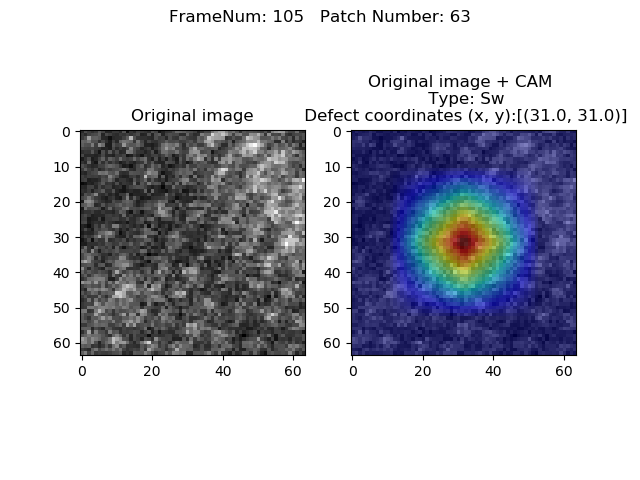 FrameNum: 105   Patch Number: 63
Original image
Original image + CAM
Type: Sw
Defect coordinates (x, y):[(31.0, 31.0)]
0
10
20
30
40
50
60
0 20 40 60
0
10
20
30
40
50
60
0 20 40 60